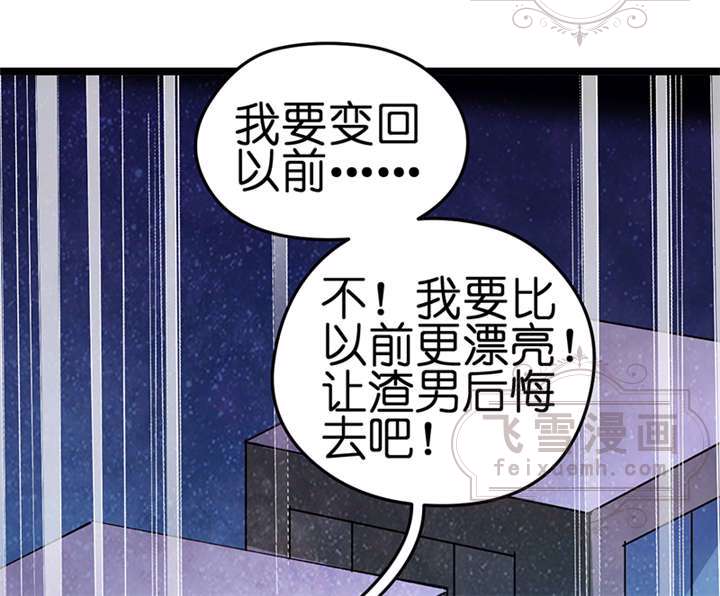 我要变回
以前……
不！我要比
以前更漂亮！
让渣男后悔
去吧！
飞雪漫画
feixuemh.com